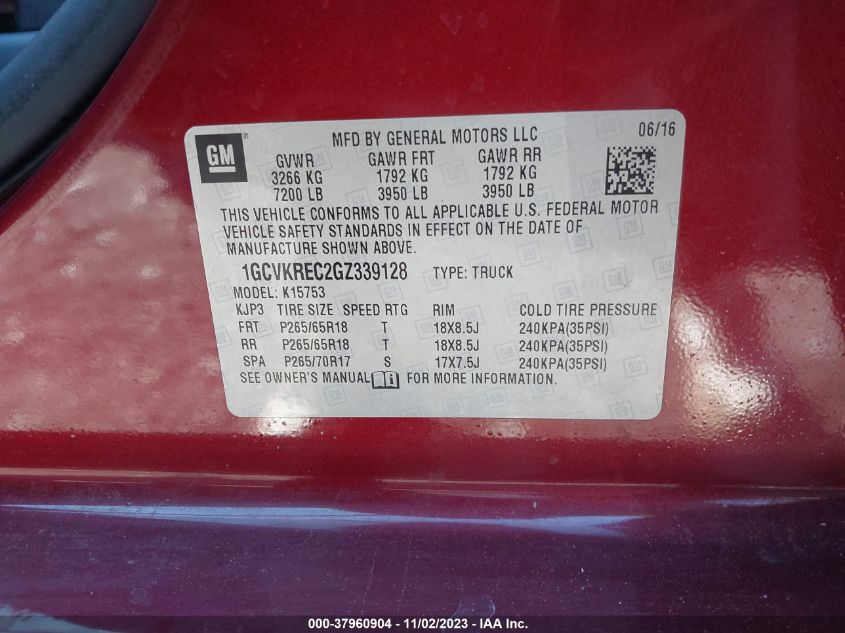 GM ®
MFD BY GENERAL MOTORS LLC 06/16
GVWR GAWR FRT GAWR RR
3266 KG 1792 KG 1792 KG
7200 LB 3950 LB 3950 LB
THIS VEHICLE CONFORMS TO ALL APPLICABLE U.S. FEDERAL MOTOR
VEHICLE SAFETY STANDARDS IN EFFECT ON THE DATE OF
MANUFACTURE SHOWN ABOVE.
1GCVKREC2GZ339128 TYPE: TRUCK
MODEL: K15753
KJP3 TIRE SIZE SPEED RTG RIM COLD TIRE PRESSURE
FRT P265/65R18 T 18X8.5J 240KPA(35PSI)
RR P265/65R18 T 18X8.5J 240KPA(35PSI)
SPA P265/70R17 S 17X7.5J 240KPA(35PSI)
SEE OWNER'S MANUAL FOR MORE INFORMATION.
000-37960904 - 11/02/2023 - IAA Inc.